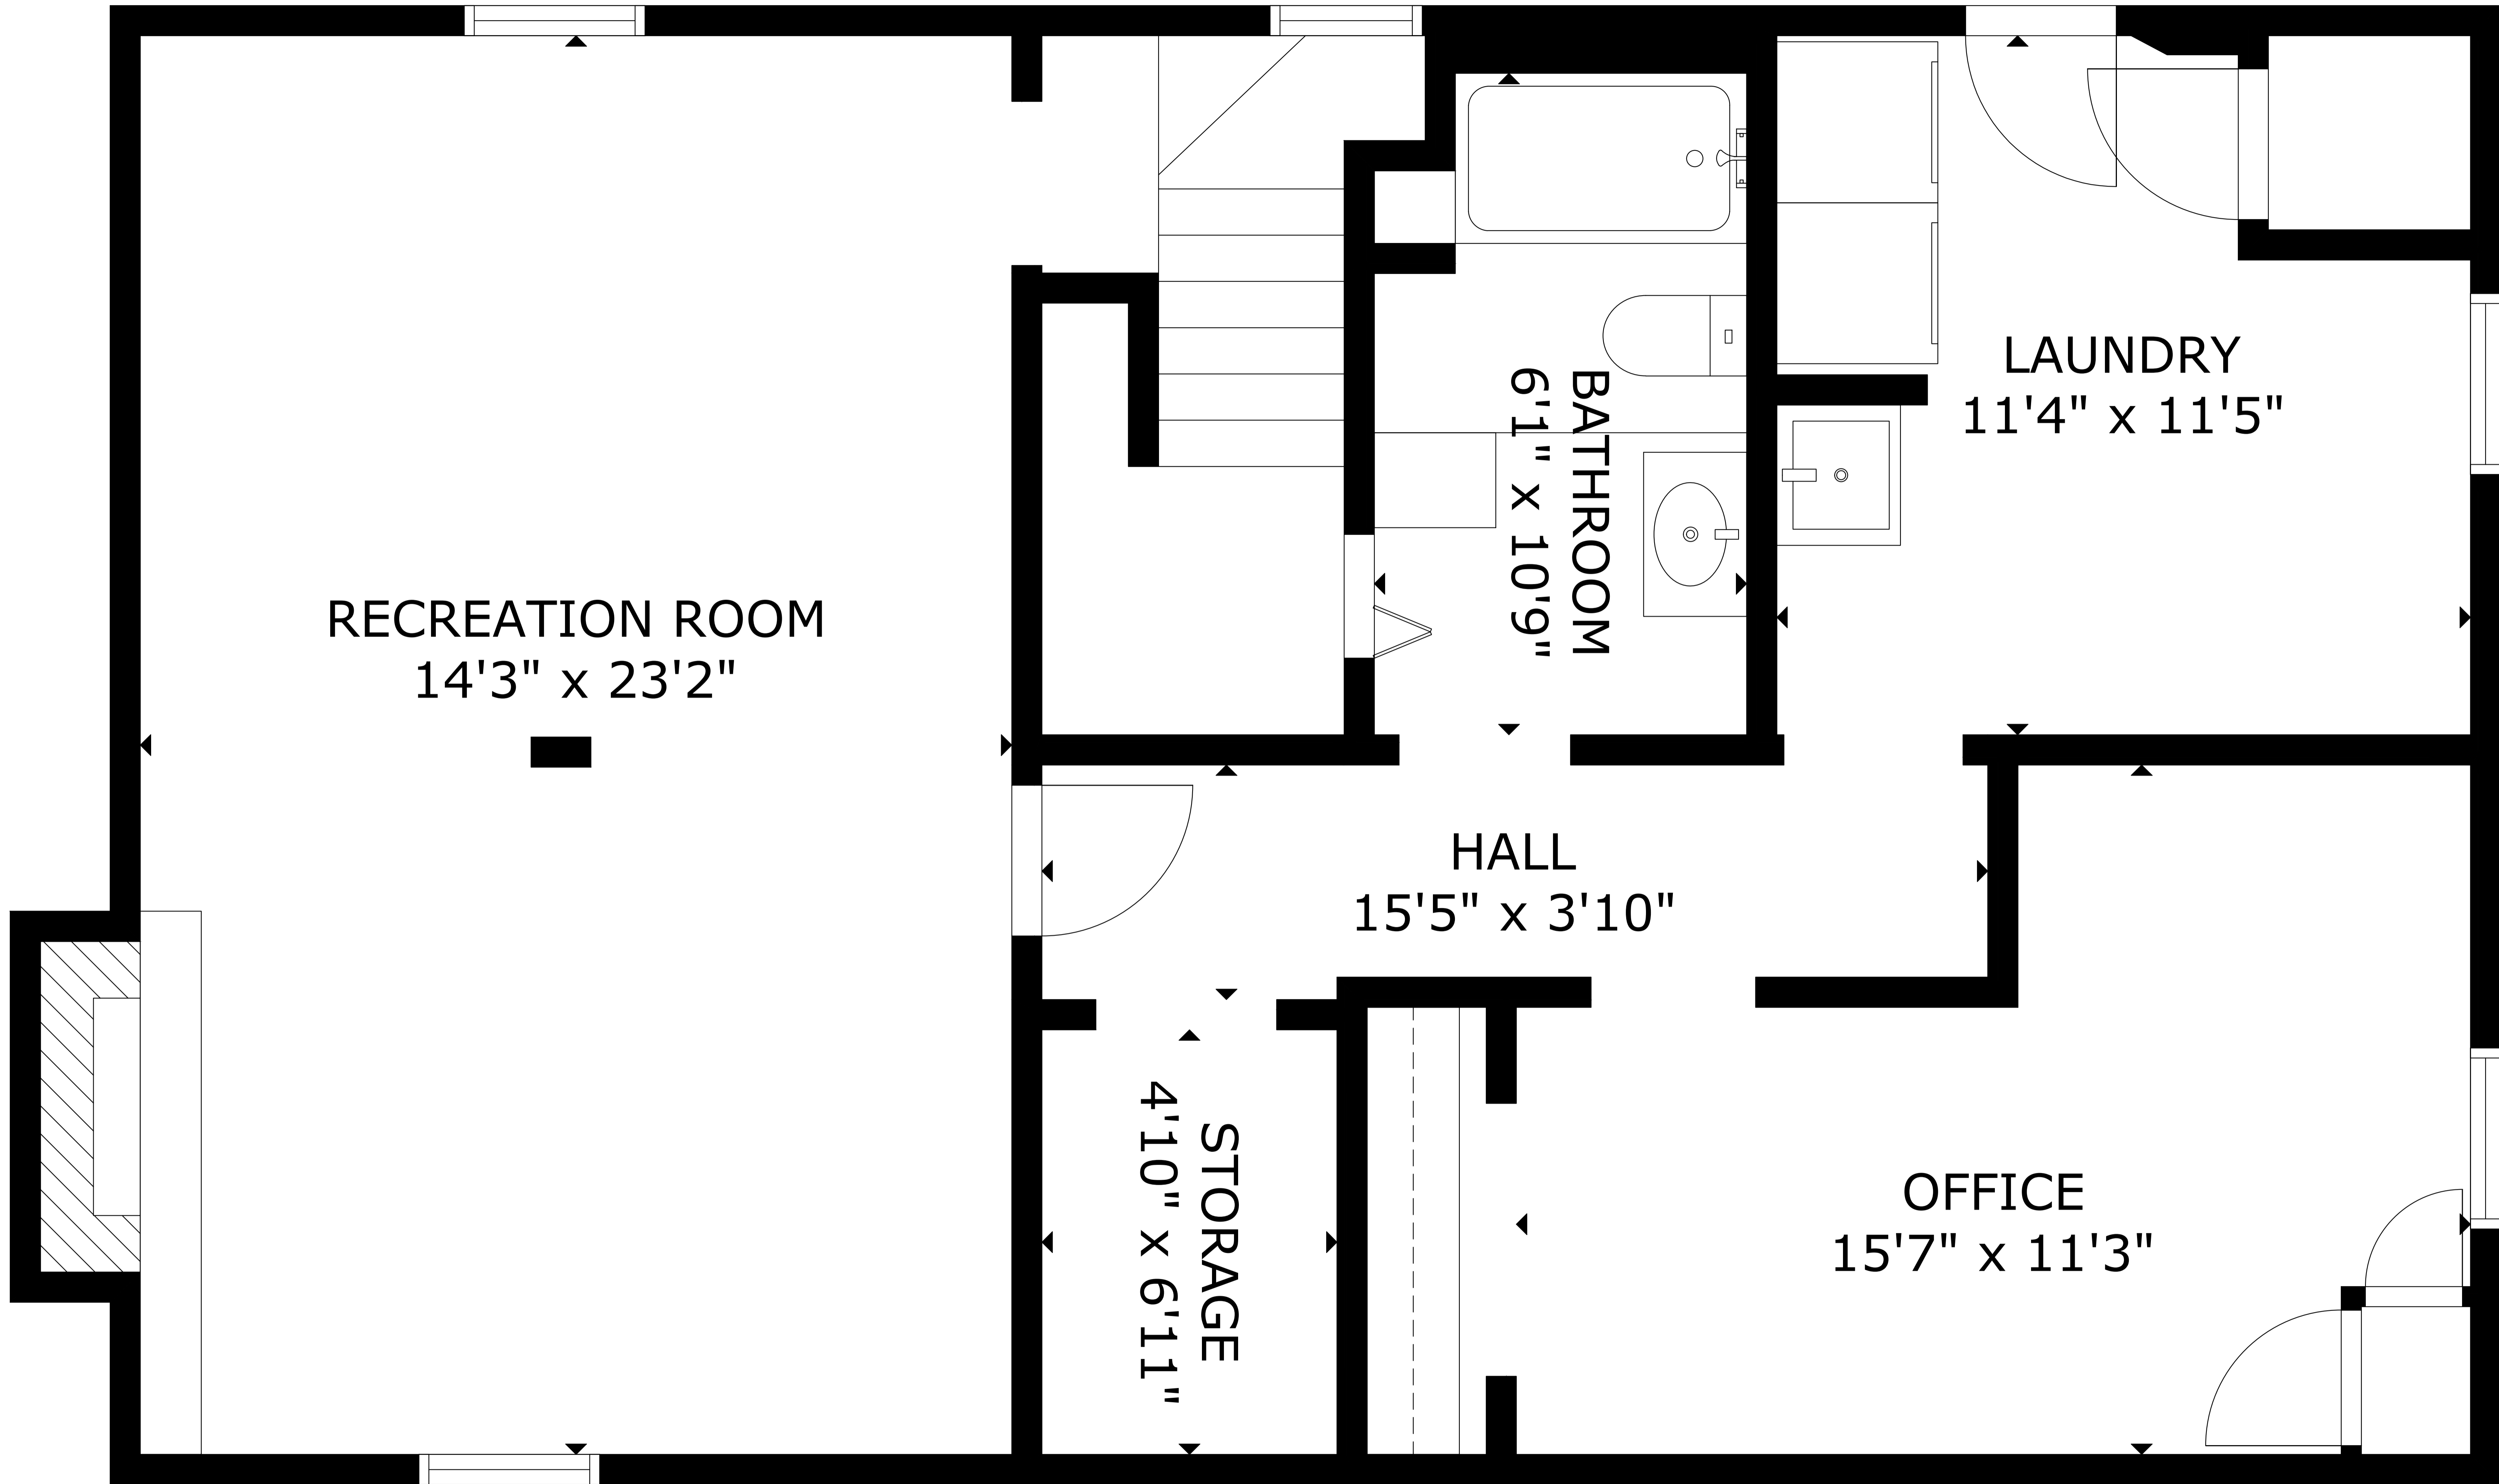 RECREATION ROOM
14'3" x 23'2"
BATHROOM
6'1" x 10'9"
LAUNDRY
11'4" x 11'5"
HALL
15'5" x 3'10"
STORAGE
4'10" x 6'11"
OFFICE
15'7" x 11'3"